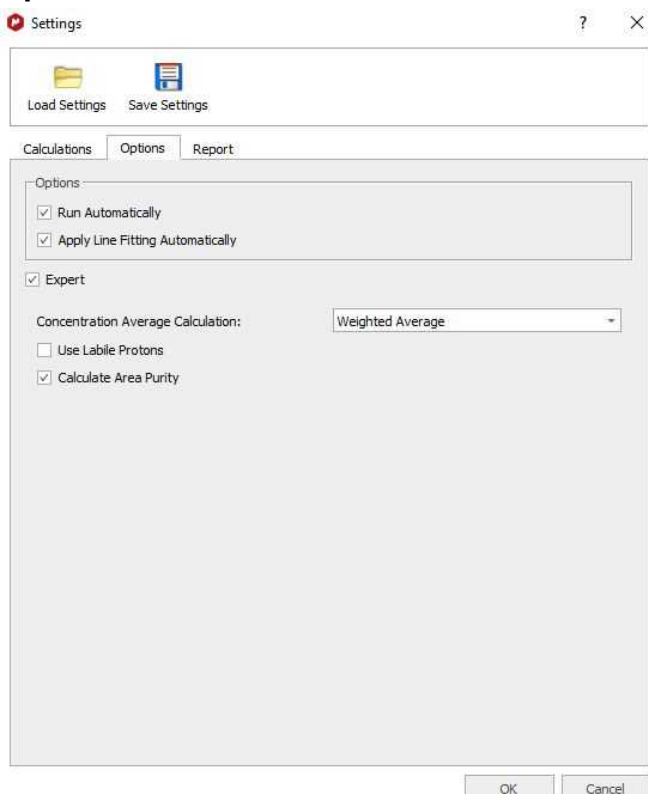 Settings
?
Load Settings Save Settings
Calculations Options Report
Options
Run Automatically
Apply Line Fitting Automatically
Expert
Concentration Average Calculation: Weighted Average
Use Labile Protons
Calculate Area Purity
OK Cancel